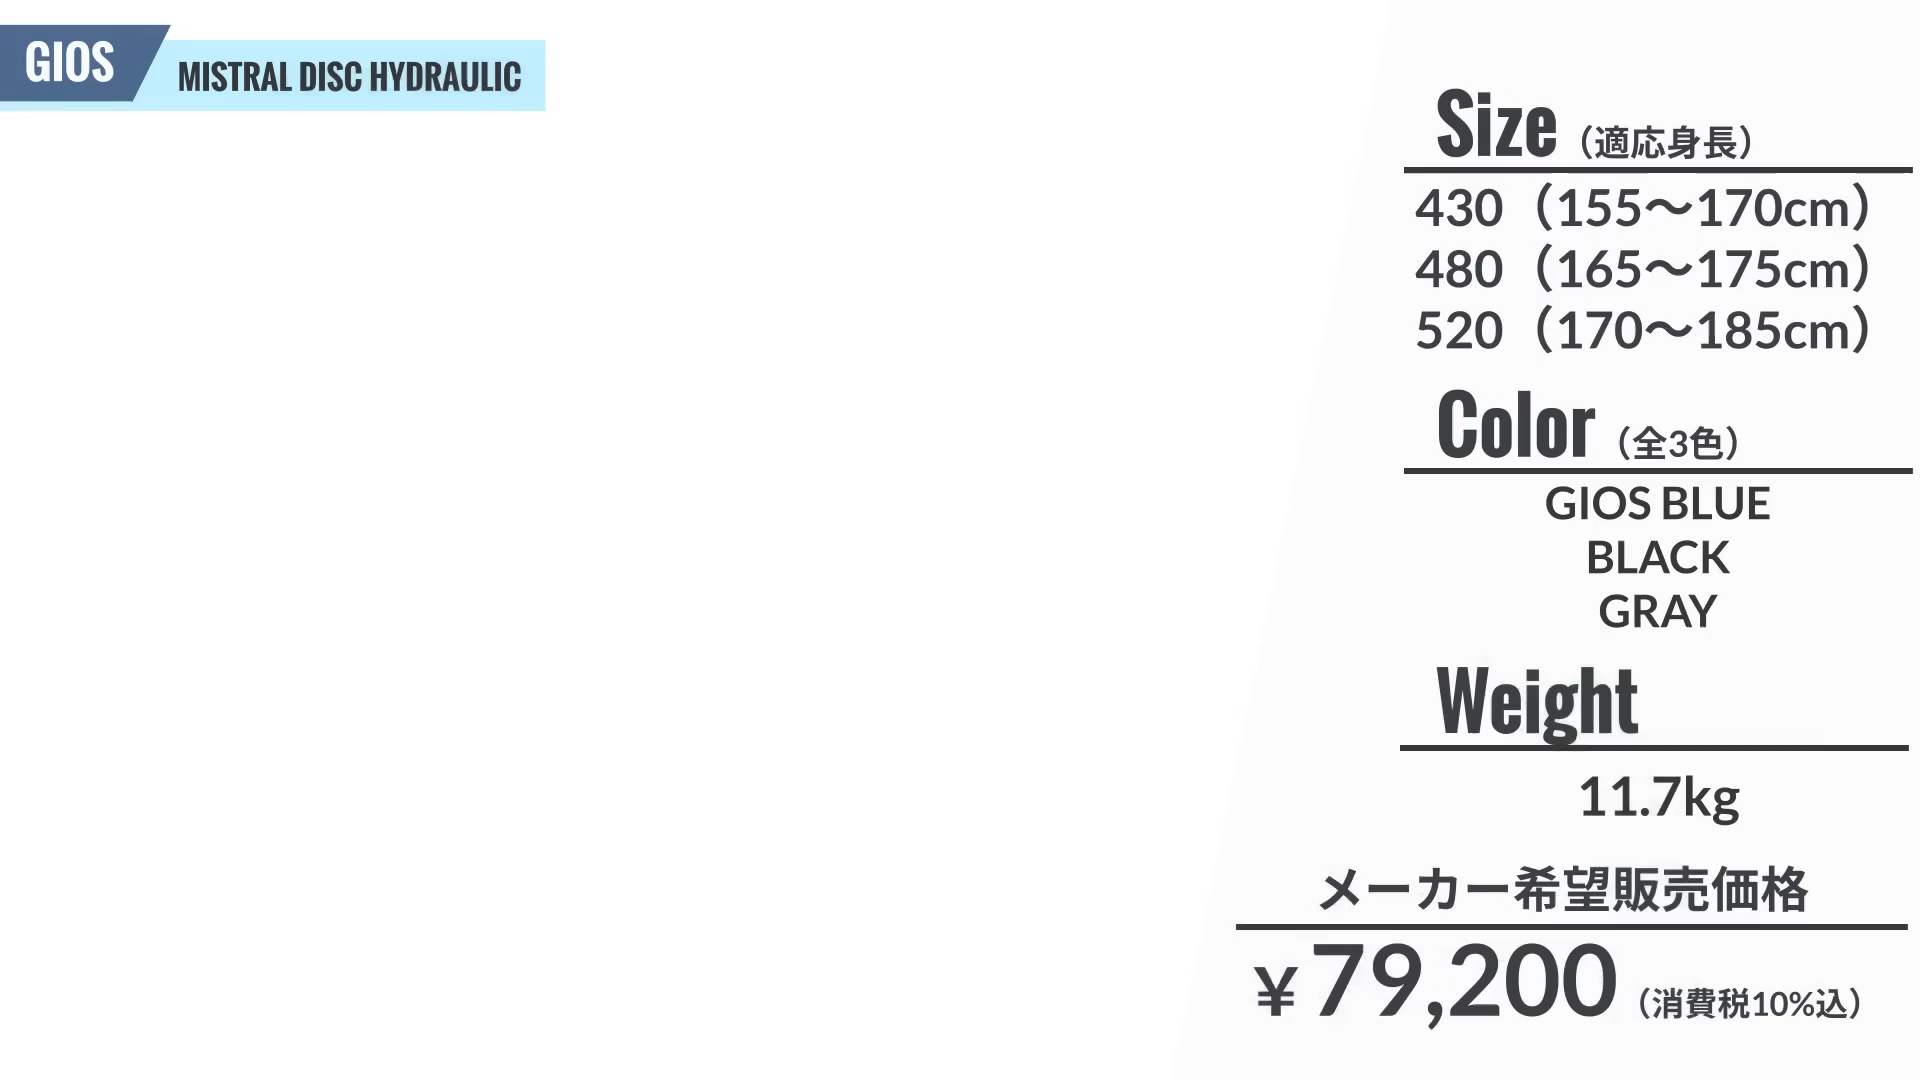 GIOS
MISTRAL DISC HYDRAULIC
Size（適応身長）
430（155〜170cm）
480（165〜175cm）
520（170〜185cm）
Color（全3色）
GIOS BLUE
BLACK
GRAY
Weight
11.7kg
メーカー希望販売価格
¥79,200（消費税10%込）